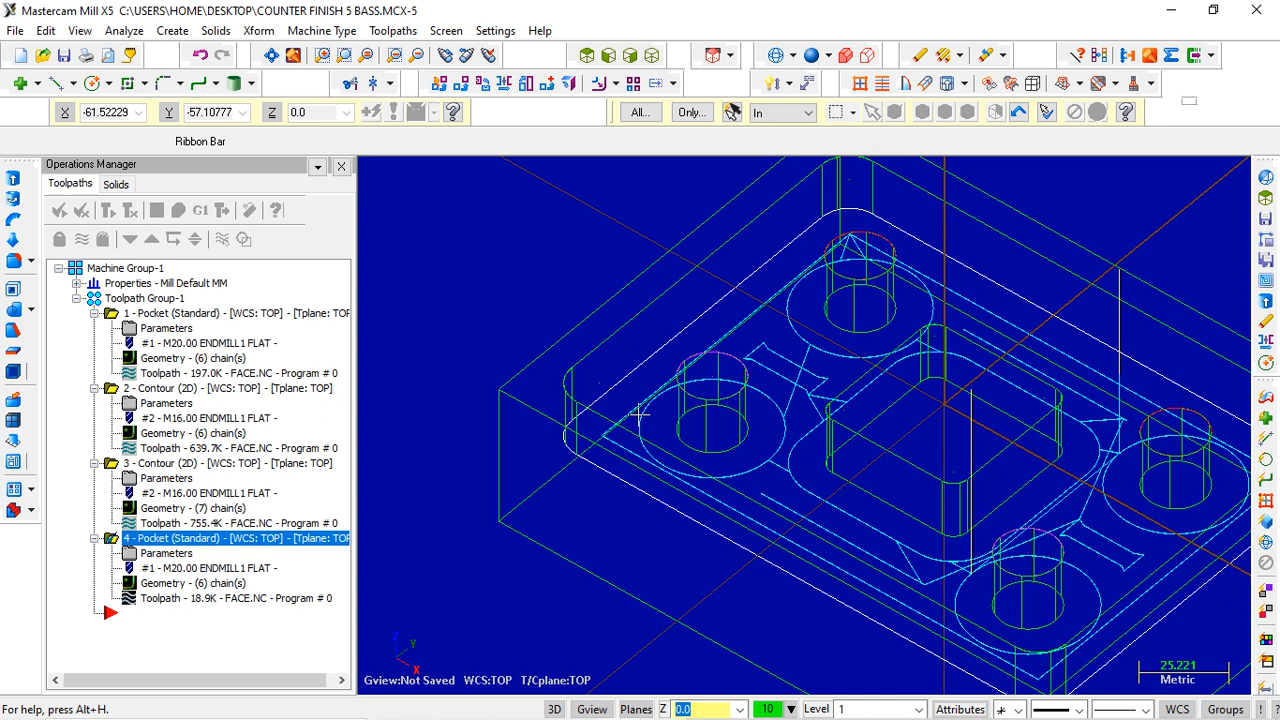 Mastercam Mill X5 C:\USERS\HOME\DESKTOP\COUNTER FINISH 5 BASS.MCX-5
File Edit View Analyze Create Solids Xform Machine Type Toolpaths Screen Settings Help
X -61.52229 Y -57.10777 Z 0.0 All... Only... In
Ribbon Bar
Operations Manager
Toolpaths Solids
G1
Machine Group-1
Properties - Mill Default MM
Toolpath Group-1
1 - Pocket (Standard) - [WCS: TOP] - [Tplane: TOP
Parameters
#1 - M20.00 ENDMILL1 FLAT -
Geometry - (6) chain(s)
Toolpath - 197.0K - FACE.NC - Program # 0
2 - Contour (2D) - [WCS: TOP] - [Tplane: TOP]
Parameters
#2 - M16.00 ENDMILL1 FLAT -
Geometry - (6) chain(s)
Toolpath - 639.7K - FACE.NC - Program # 0
3 - Contour (2D) - [WCS: TOP] - [Tplane: TOP]
Parameters
#2 - M16.00 ENDMILL1 FLAT -
Geometry - (7) chain(s)
Toolpath - 755.4K - FACE.NC - Program # 0
4 - Pocket (Standard) - [WCS: TOP] - [Tplane: TOP
Parameters
#1 - M20.00 ENDMILL1 FLAT -
Geometry - (6) chain(s)
Toolpath - 18.9K - FACE.NC - Program # 0
Z Y X
Gview:Not Saved WCS:TOP T/Cplane:TOP
25.221
Metric
For help, press Alt+H. 3D Gview Planes Z 0.0 10 Level 1 Attributes WCS Groups ! ?